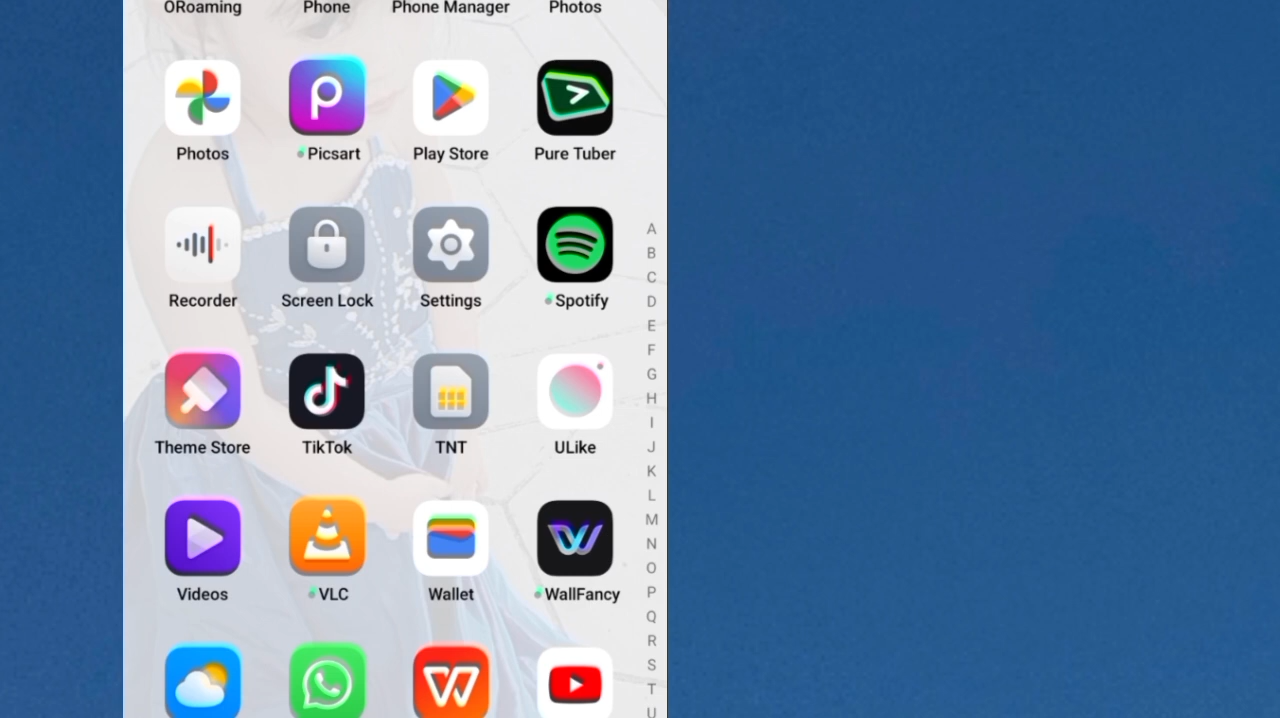 ORoaming Phone Phone Manager Photos
Photos Picsart Play Store Pure Tuber
Recorder Screen Lock Settings Spotify
Theme Store TikTok TNT ULike
Videos VLC Wallet WallFancy
A
B
C
D
E
F
G
H
I
J
K
L
M
N
O
P
Q
R
S
T
U